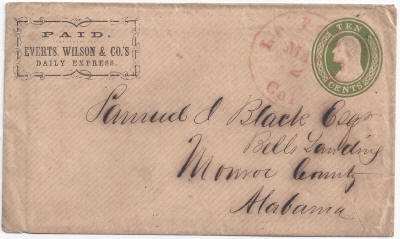 PAID.
EVERTS, WILSON & CO.'S
DAILY EXPRESS.
TEN
CENTS
Samuel J Black Esqr
Bells Landing
Monroe County
Alabama